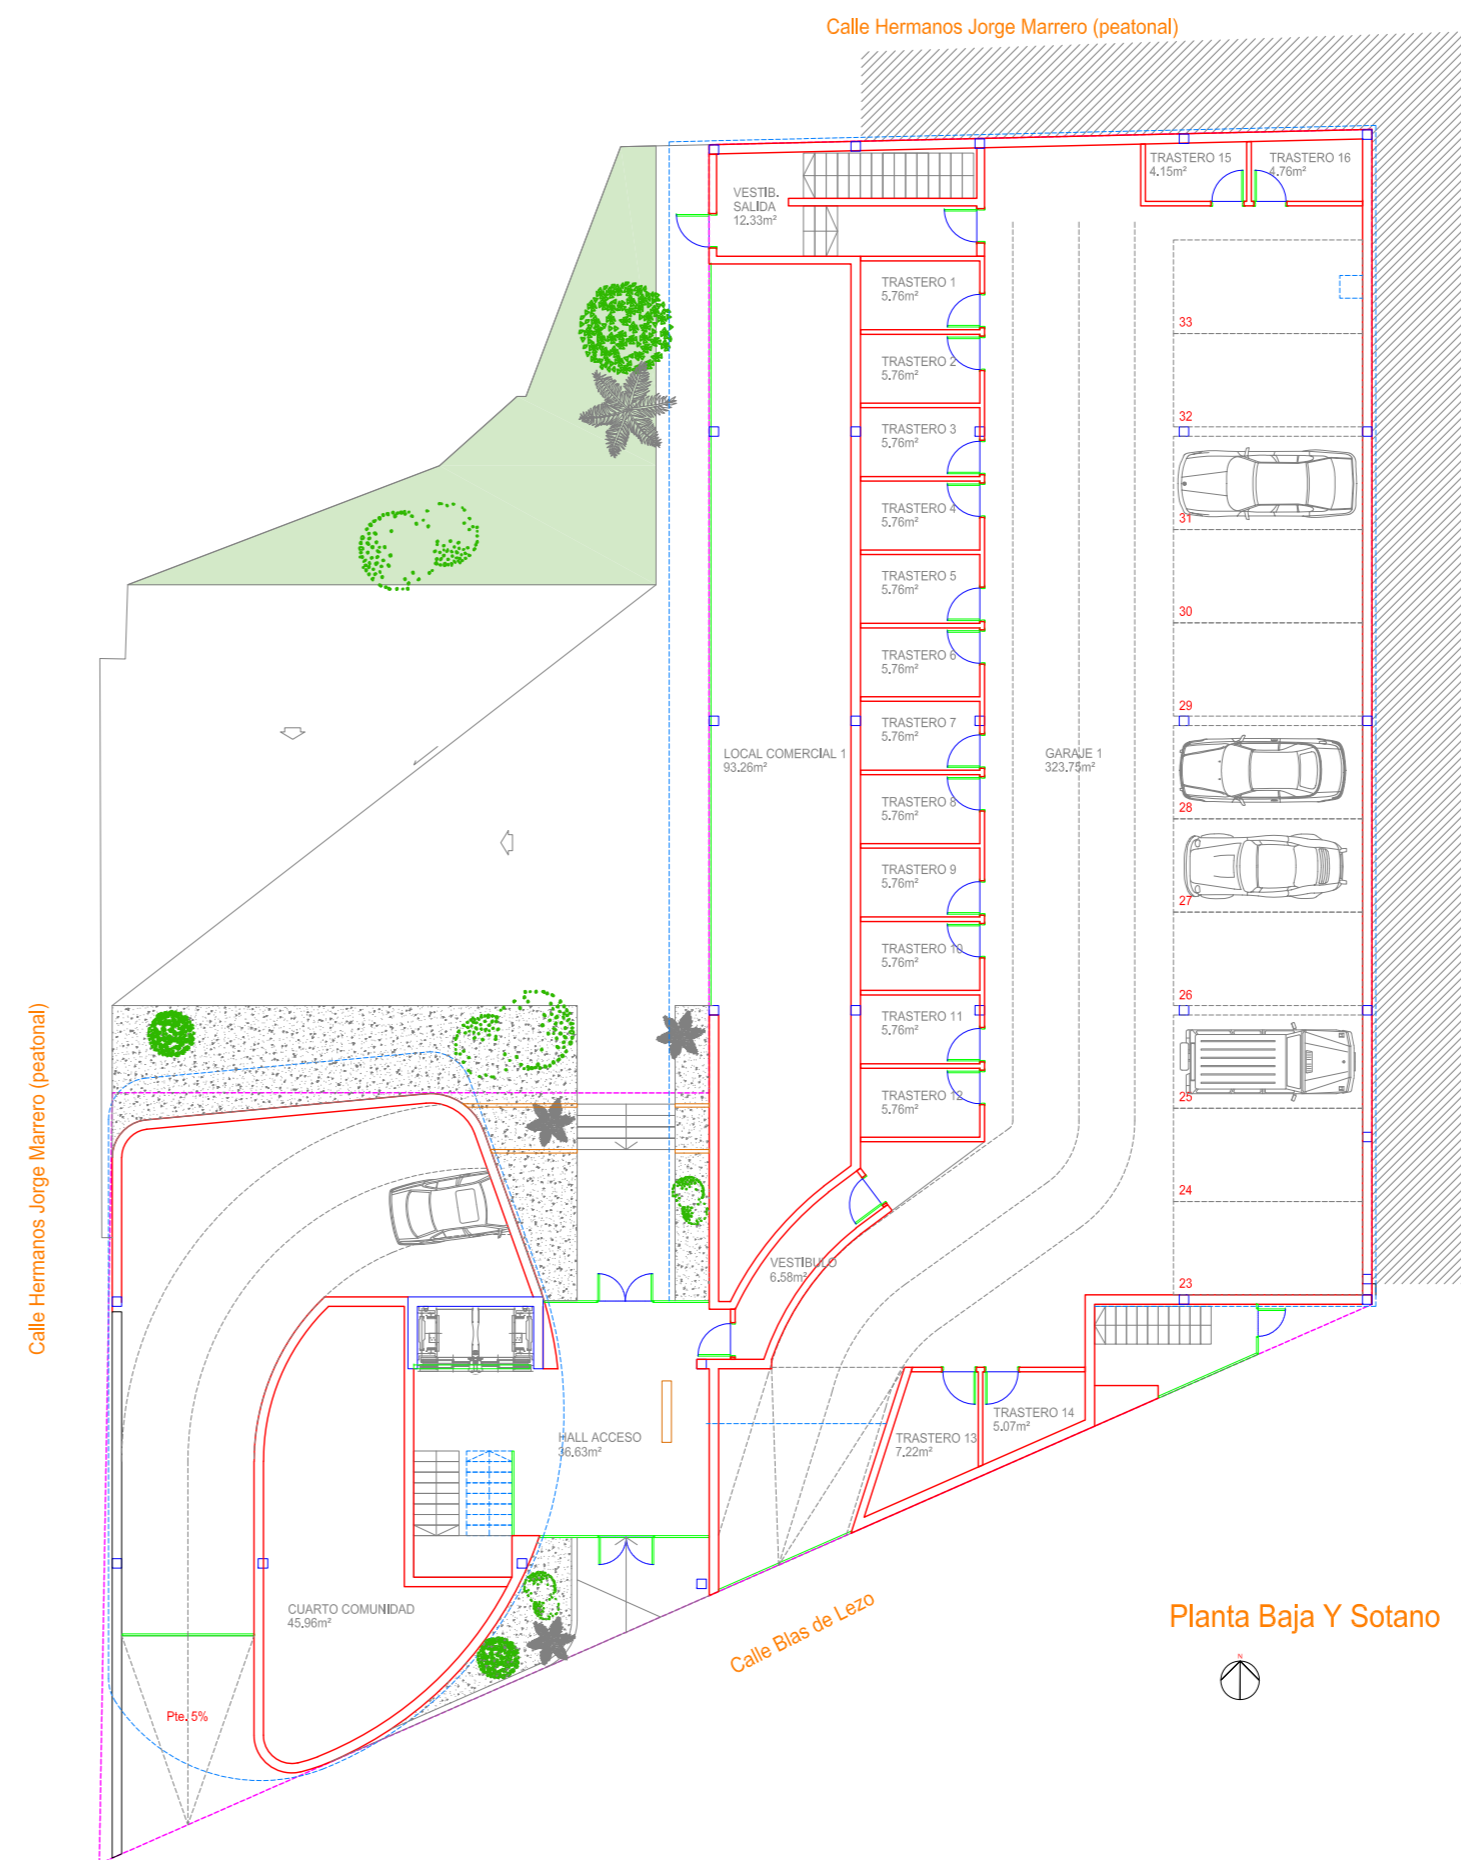 Calle Hermanos Jorge Marrero (peatonal)
TRASTERO 15
4.15m²
TRASTERO 16
4.76m²
VESTIB.
SALIDA
12.33m²
TRASTERO 1
5.76m²
33
TRASTERO 2
5.76m²
32
TRASTERO 3
5.76m²
TRASTERO 4
5.76m²
31
TRASTERO 5
5.76m²
30
TRASTERO 6
5.76m²
29
TRASTERO 7
5.76m²
LOCAL COMERCIAL 1
93.26m²
GARAJE 1
323.75m²
TRASTERO 8
5.76m²
28
TRASTERO 9
5.76m²
27
TRASTERO 10
5.76m²
26
TRASTERO 11
5.76m²
TRASTERO 12
5.76m²
25
24
Calle Hermanos Jorge Marrero (peatonal)
VESTÍBULO
6.58m²
23
TRASTERO 14
5.07m²
TRASTERO 13
7.22m²
HALL ACCESO
36.63m²
CUARTO COMUNIDAD
45.96m²
Calle Blas de Lezo
Planta Baja Y Sotano
N
Pte. 5%